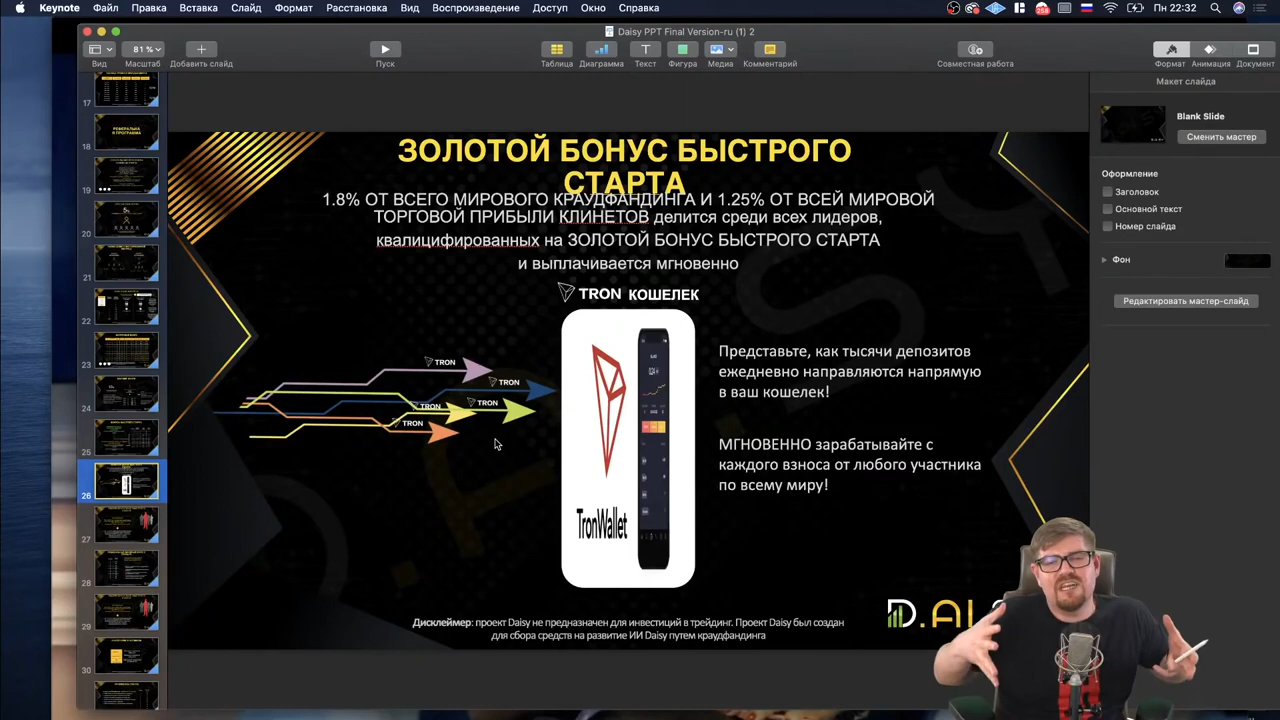 Keynote Файл Правка Вставка Слайд Формат Расстановка Вид Воспроизведение Доступ Окно Справка
258 Пн 22:32
Daisy PPT Final Version-ru (1) 2
81 %
Вид Масштаб Добавить слайд Пуск Таблица Диаграмма Текст Фигура Медиа Комментарий Совместная работа Формат Анимация Документ
Макет слайда
Blank Slide
Сменить мастер
Оформление
Заголовок
Основной текст
Номер слайда
Фон
Редактировать мастер-слайд
17
18
19
20
21
22
23
24
25
26
27
28
29
30
ЗОЛОТОЙ БОНУС БЫСТРОГО
СТАРТА
1.8% ОТ ВСЕГО МИРОВОГО КРАУДФАНДИНГА И 1.25% ОТ ВСЕЙ МИРОВОЙ
ТОРГОВОЙ ПРИБЫЛИ КЛИНЕТОВ делится среди всех лидеров,
квалицифированных на ЗОЛОТОЙ БОНУС БЫСТРОГО СТАРТА
и выплачивается мгновенно
TRON КОШЕЛЕК
TRON
TRON
TRON
TRON
TRON
TronWallet
Представьте, как тысячи депозитов
ежедневно направляются напрямую
в ваш кошелек!
МГНОВЕННО зарабатывайте с
каждого взноса от любого участника
по всему миру!
Дисклеймер: проект Daisy не предназначен для инвестиций в трейдинг. Проект Daisy был создан
для сбора средств на развитие ИИ Daisy путем краудфандинга
D.AI